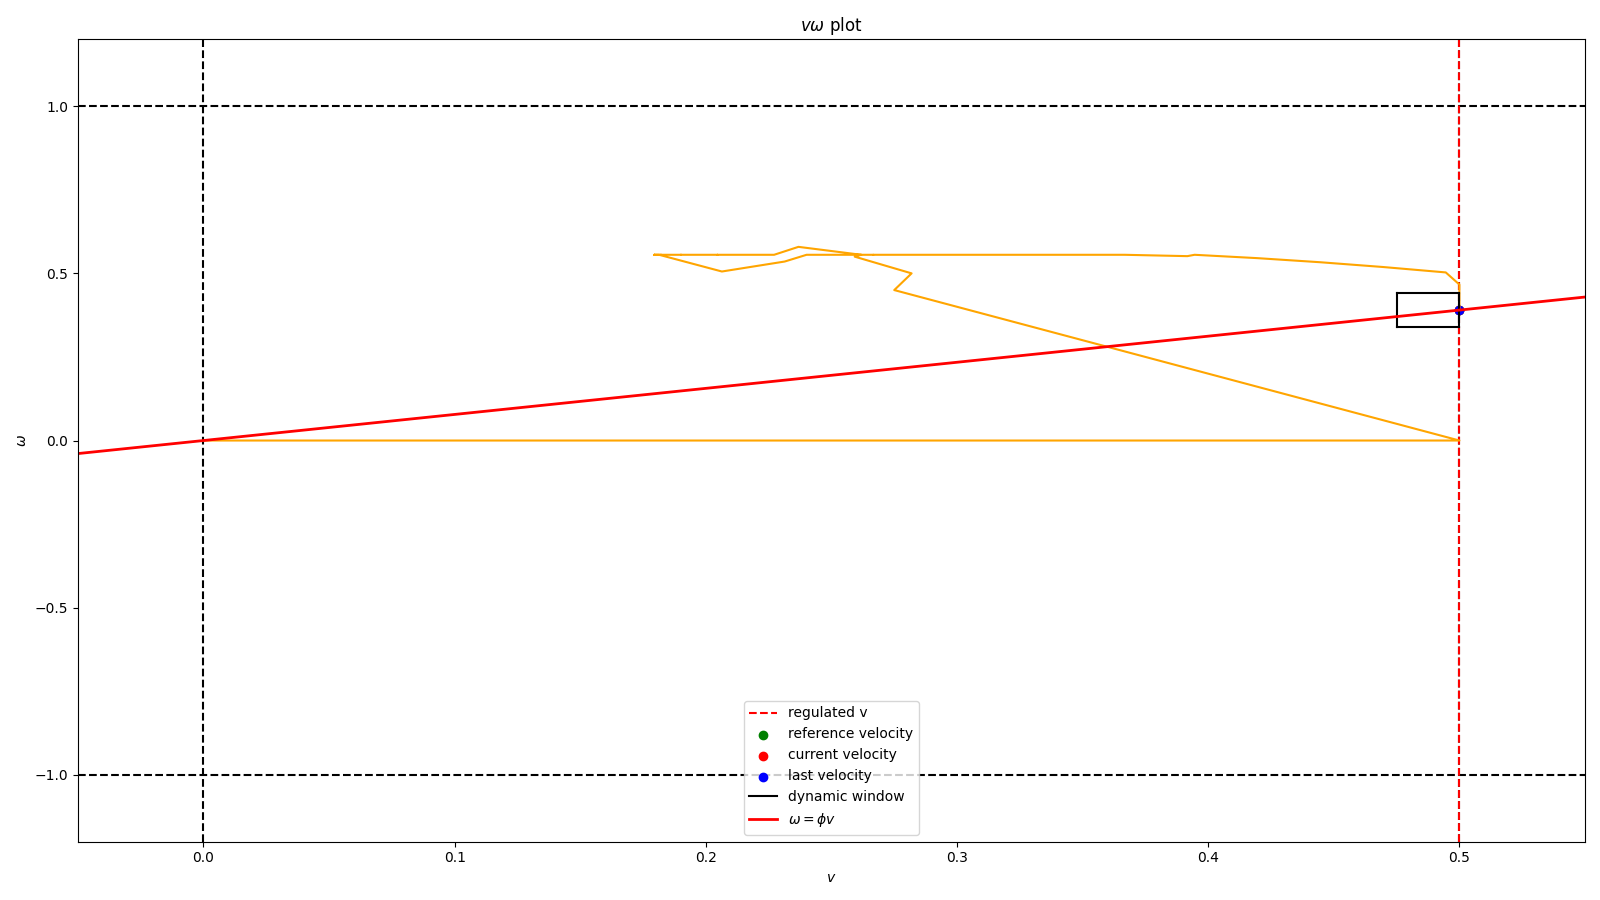 vω plot
1.0
0.5
0.0
−0.5
−1.0
ω
regulated v
reference velocity
current velocity
last velocity
dynamic window
ω = ϕv
0.0 0.1 0.2 0.3 0.4 0.5
v